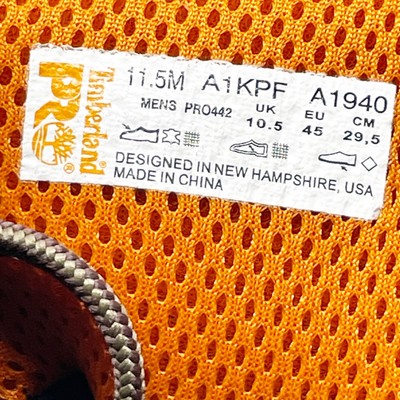 PRO®
Timberland®
11.5M A1KPF A1940
MENS PRO442 UK EU CM
10.5 45 29,5
DESIGNED IN NEW HAMPSHIRE, USA
MADE IN CHINA